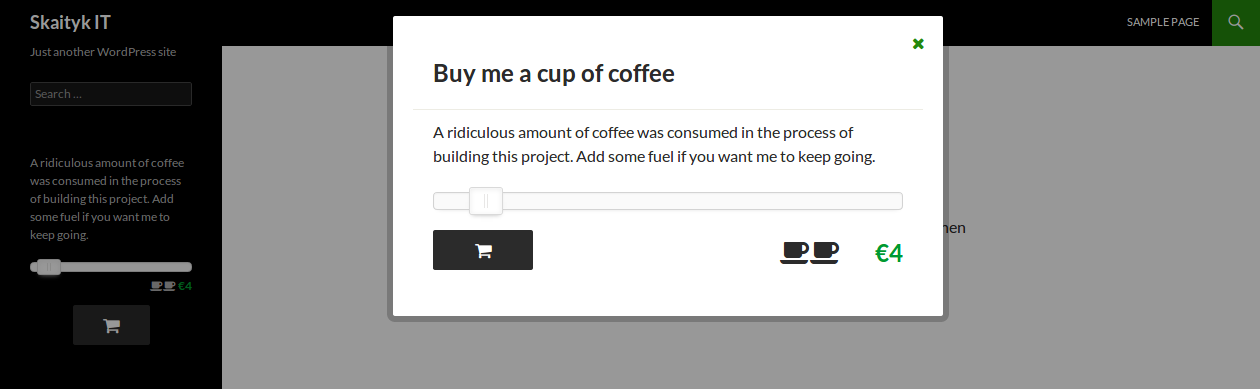 Skaityk IT
SAMPLE PAGE
Just another WordPress site
Search ...
A ridiculous amount of coffee
was consumed in the process
of building this project. Add
some fuel if you want me to
keep going.
€4
Buy me a cup of coffee
A ridiculous amount of coffee was consumed in the process of
building this project. Add some fuel if you want me to keep going.
€4